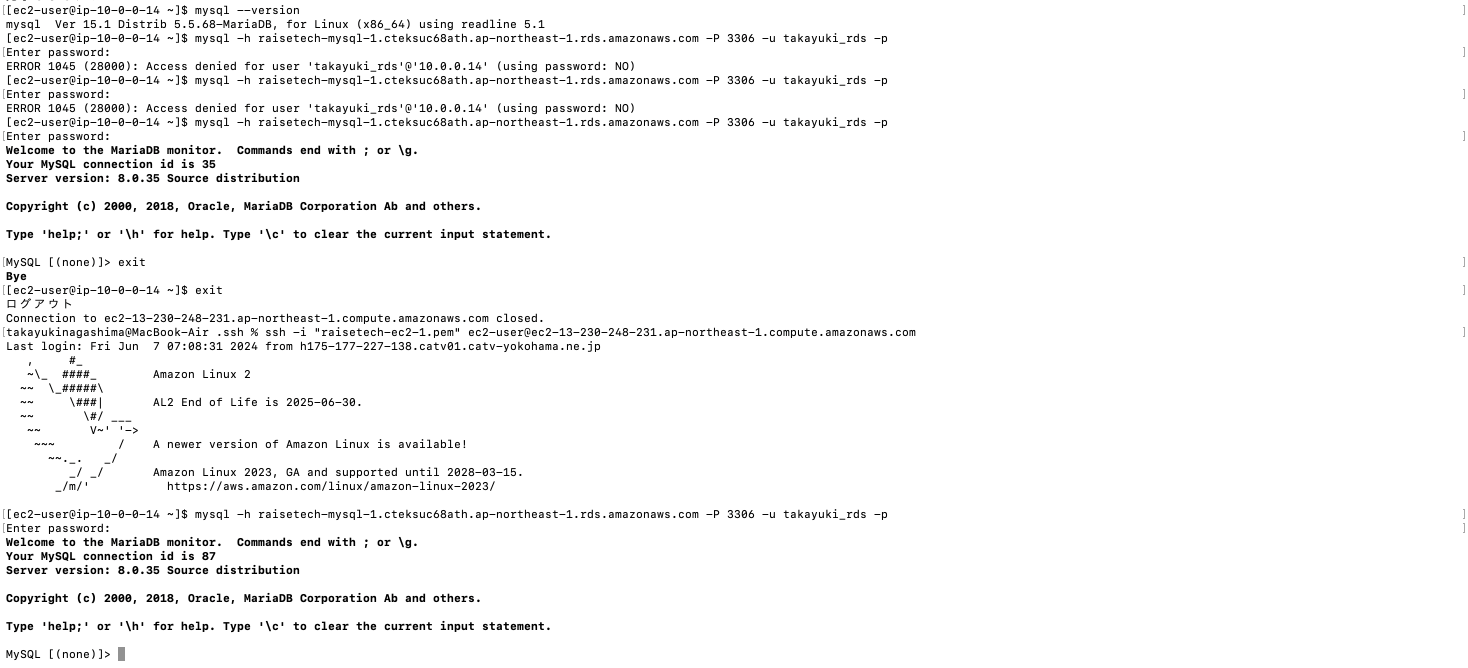 [[ec2-user@ip-10-0-0-14 ~]$ mysql --version ]
mysql  Ver 15.1 Distrib 5.5.68-MariaDB, for Linux (x86_64) using readline 5.1
[ec2-user@ip-10-0-0-14 ~]$ mysql -h raisetech-mysql-1.cteksuc68ath.ap-northeast-1.rds.amazonaws.com -P 3306 -u takayuki_rds -p
[Enter password: ]
ERROR 1045 (28000): Access denied for user 'takayuki_rds'@'10.0.0.14' (using password: NO)
[ec2-user@ip-10-0-0-14 ~]$ mysql -h raisetech-mysql-1.cteksuc68ath.ap-northeast-1.rds.amazonaws.com -P 3306 -u takayuki_rds -p
[Enter password: ]
ERROR 1045 (28000): Access denied for user 'takayuki_rds'@'10.0.0.14' (using password: NO)
[ec2-user@ip-10-0-0-14 ~]$ mysql -h raisetech-mysql-1.cteksuc68ath.ap-northeast-1.rds.amazonaws.com -P 3306 -u takayuki_rds -p
[Enter password: ]
Welcome to the MariaDB monitor.  Commands end with ; or \g.
Your MySQL connection id is 35
Server version: 8.0.35 Source distribution
Copyright (c) 2000, 2018, Oracle, MariaDB Corporation Ab and others.
Type 'help;' or '\h' for help. Type '\c' to clear the current input statement.
[MySQL [(none)]> exit ]
Bye
[[ec2-user@ip-10-0-0-14 ~]$ exit ]
ログアウト
Connection to ec2-13-230-248-231.ap-northeast-1.compute.amazonaws.com closed.
[takayukinagashima@MacBook-Air .ssh % ssh -i "raisetech-ec2-1.pem" ec2-user@ec2-13-230-248-231.ap-northeast-1.compute.amazonaws.com ]
Last login: Fri Jun  7 07:08:31 2024 from h175-177-227-138.catv01.catv-yokohama.ne.jp
   ,     #_
   ~\_  ####_        Amazon Linux 2
  ~~  \_#####\
  ~~     \###|       AL2 End of Life is 2025-06-30.
  ~~       \#/ ___
   ~~       V~' '->
    ~~~         /    A newer version of Amazon Linux is available!
      ~~._.   _/
         _/ _/       Amazon Linux 2023, GA and supported until 2028-03-15.
       _/m/'           https://aws.amazon.com/linux/amazon-linux-2023/
[[ec2-user@ip-10-0-0-14 ~]$ mysql -h raisetech-mysql-1.cteksuc68ath.ap-northeast-1.rds.amazonaws.com -P 3306 -u takayuki_rds -p ]
[Enter password: ]
Welcome to the MariaDB monitor.  Commands end with ; or \g.
Your MySQL connection id is 87
Server version: 8.0.35 Source distribution
Copyright (c) 2000, 2018, Oracle, MariaDB Corporation Ab and others.
Type 'help;' or '\h' for help. Type '\c' to clear the current input statement.
MySQL [(none)]>